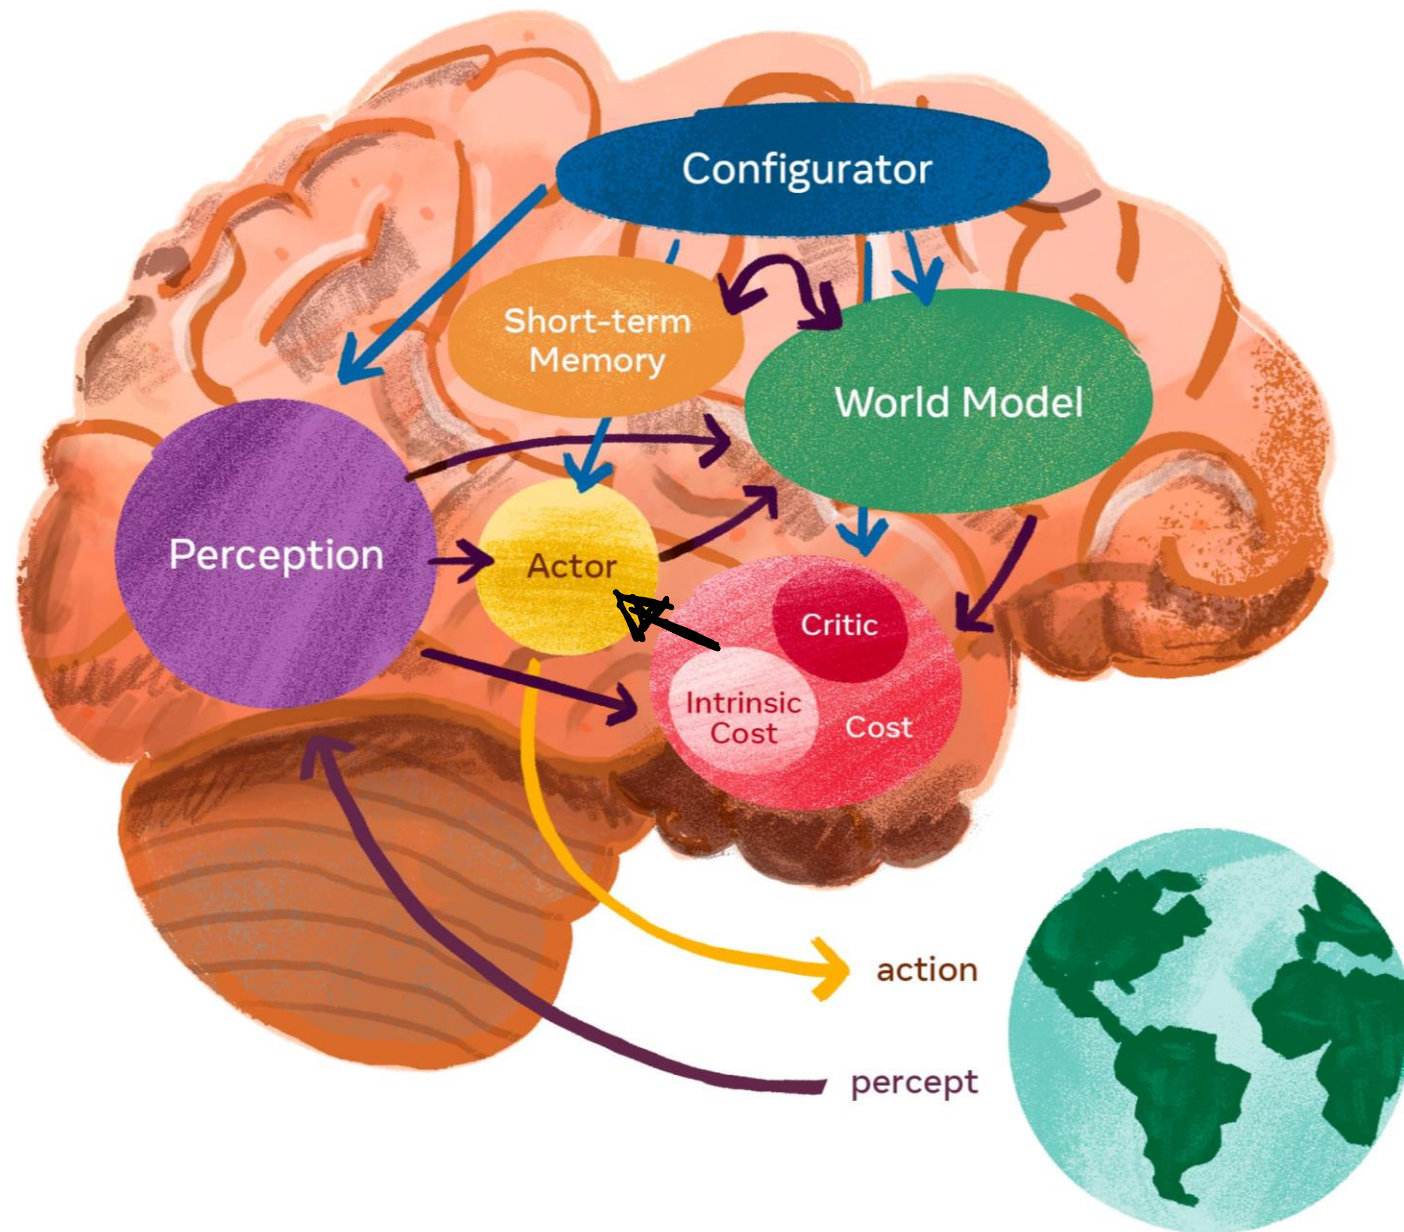 Configurator
Short-term
Memory
World Model
Perception
Actor
Critic
Intrinsic
Cost
Cost
action
percept